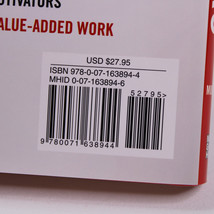 TIVATORS
ALUE-ADDED WORK
USD $27.95
ISBN 978-0-07-163894-4
MHID 0-07-163894-6
52795>
9 780071 638944